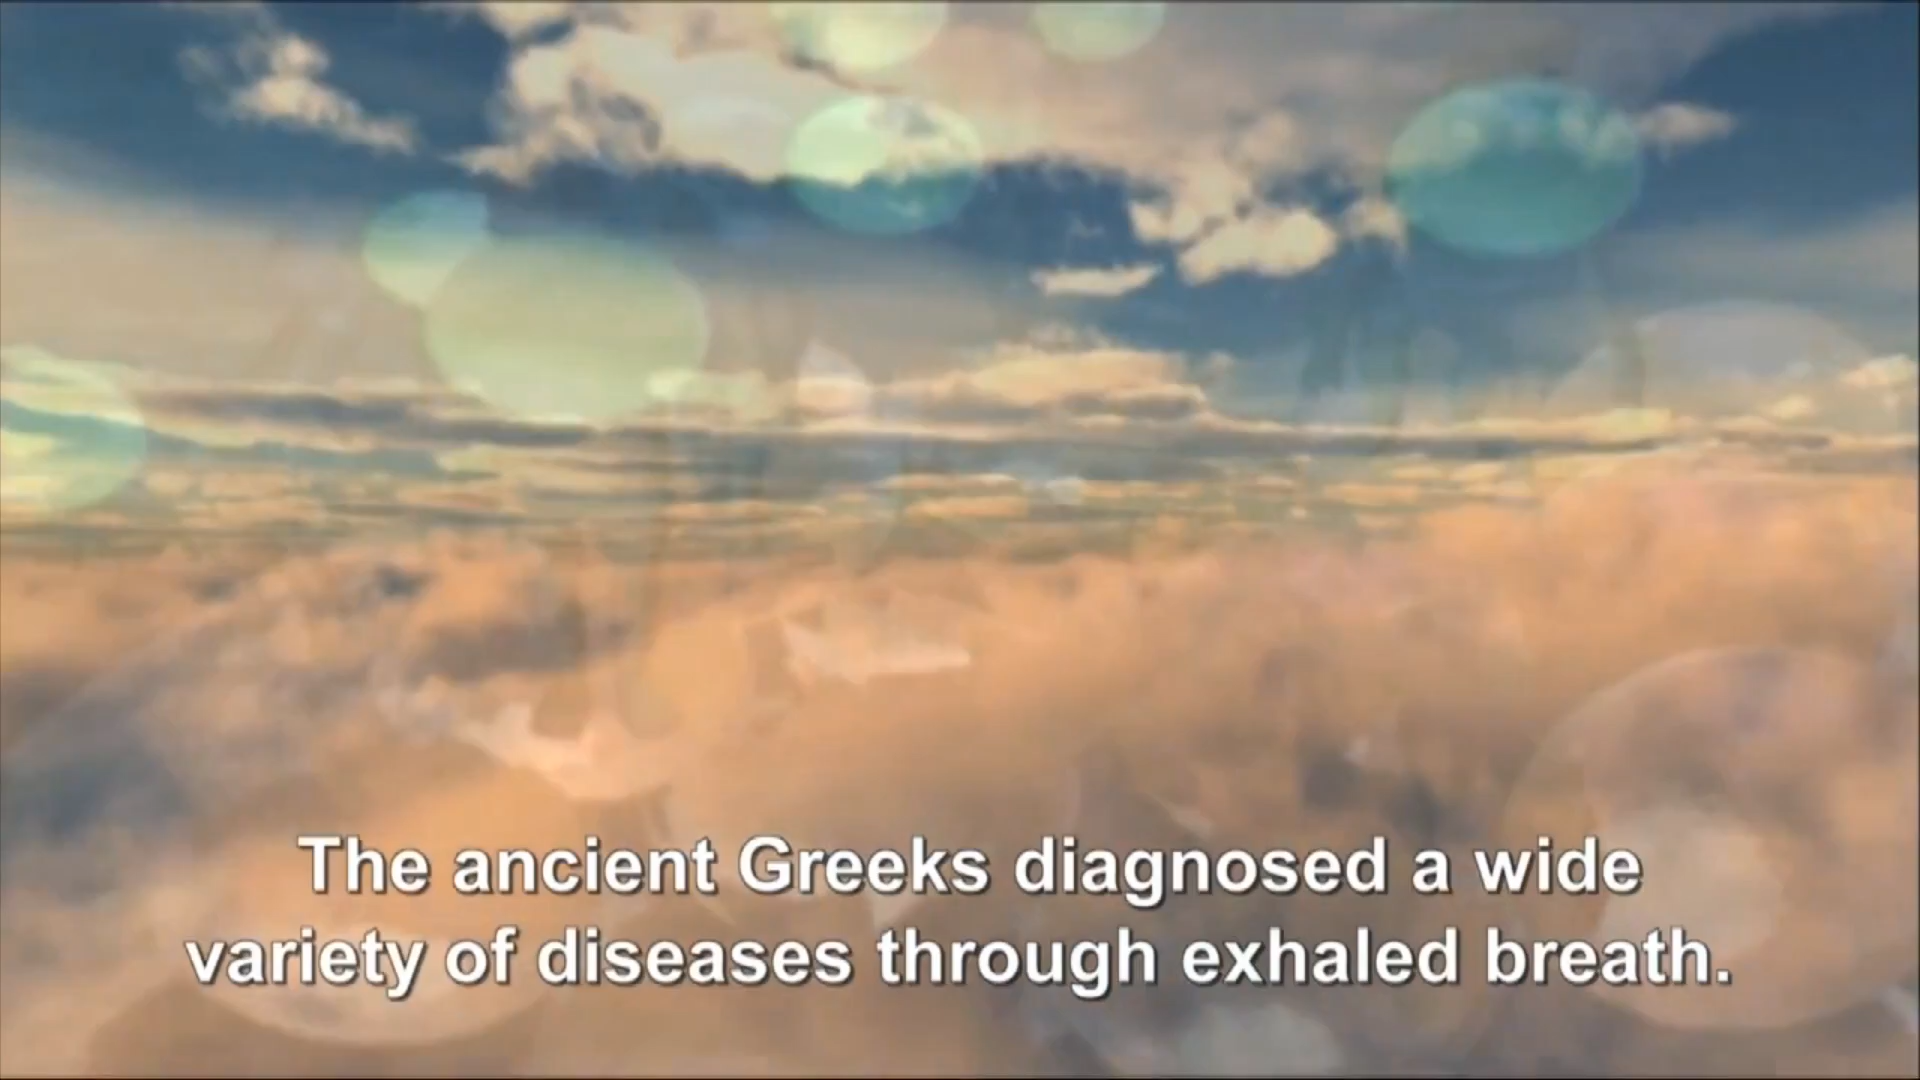 The ancient Greeks diagnosed a wide
variety of diseases through exhaled breath.